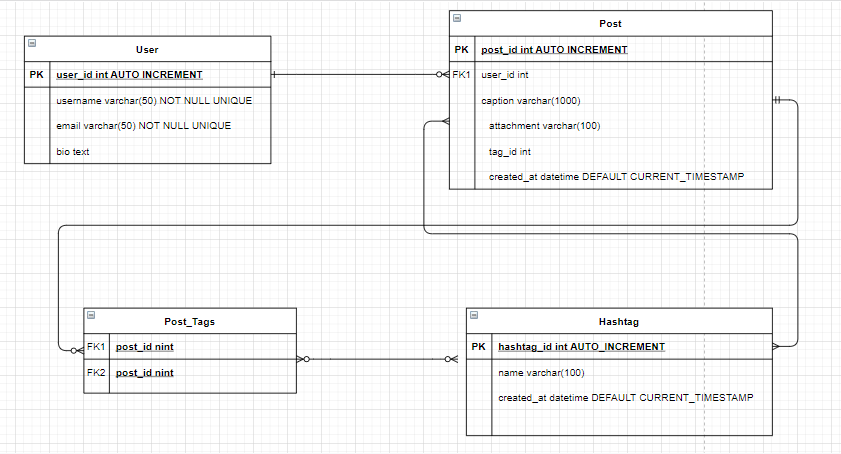 User
PK user_id int AUTO INCREMENT
username varchar(50) NOT NULL UNIQUE
email varchar(50) NOT NULL UNIQUE
bio text
Post
PK post_id int AUTO INCREMENT
FK1 user_id int
caption varchar(1000)
attachment varchar(100)
tag_id int
created_at datetime DEFAULT CURRENT_TIMESTAMP
Post_Tags
FK1 post_id nint
FK2 post_id nint
Hashtag
PK hashtag_id int AUTO_INCREMENT
name varchar(100)
created_at datetime DEFAULT CURRENT_TIMESTAMP